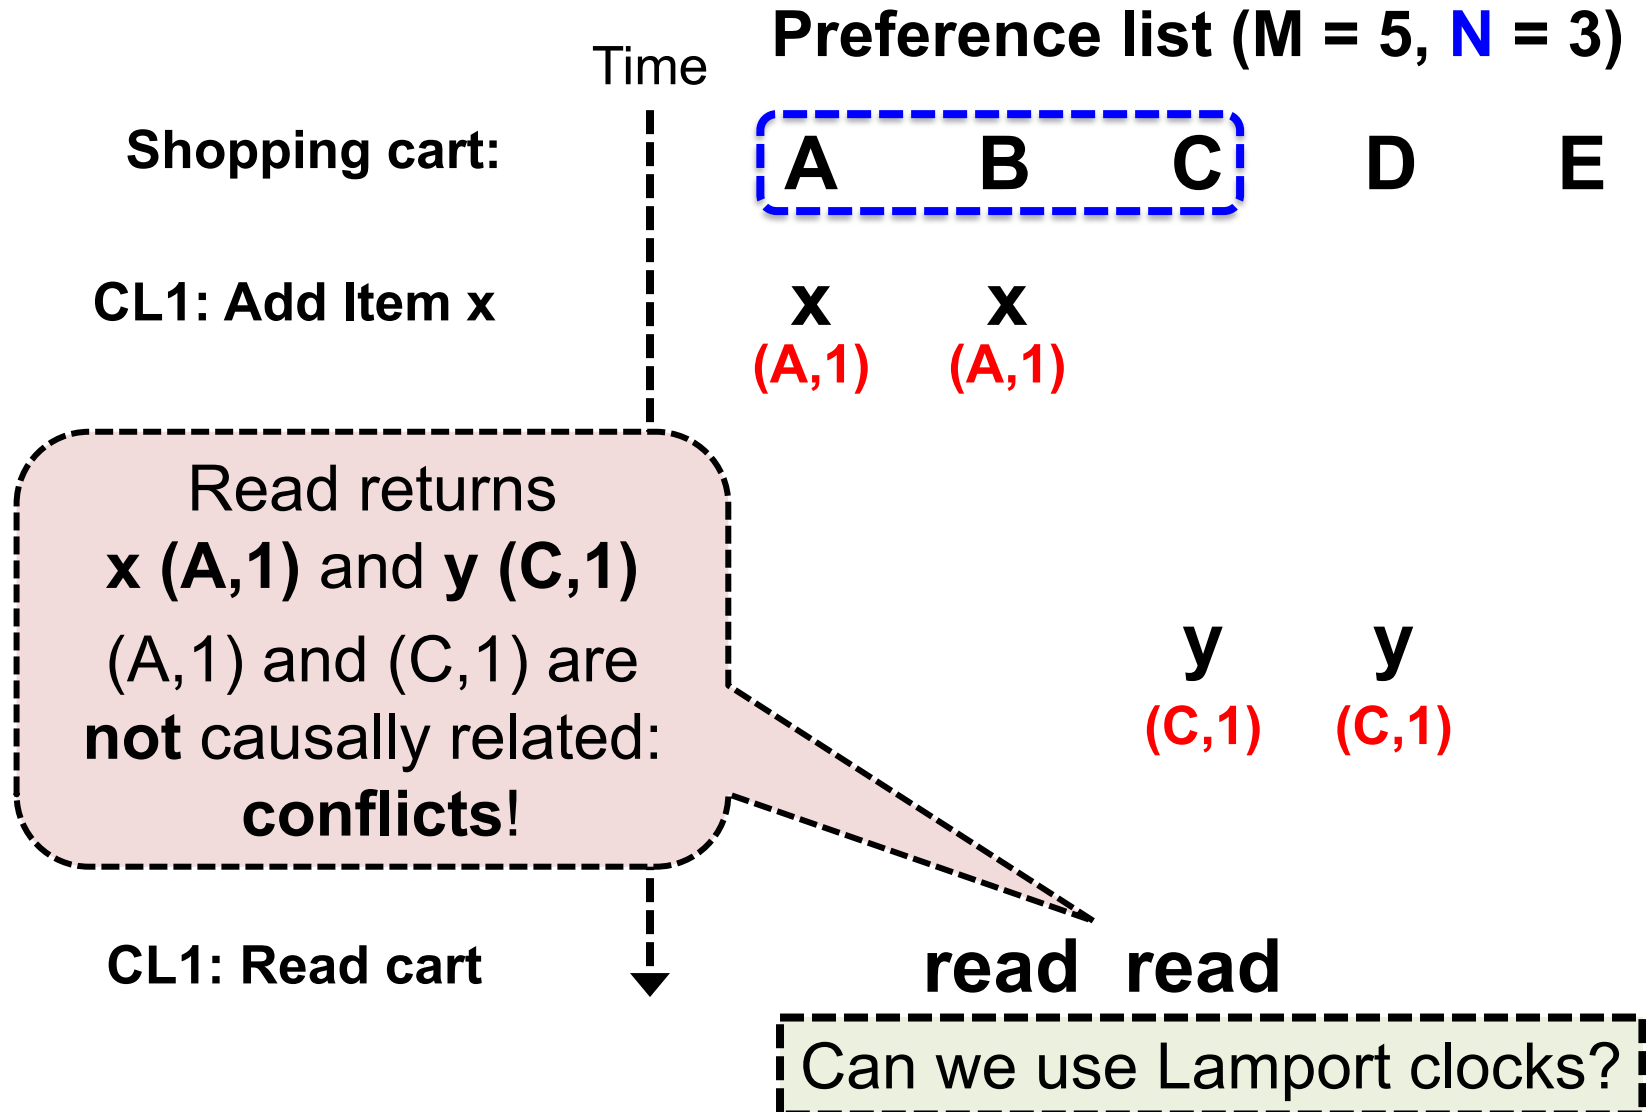 Preference list (M = 5, N = 3)
Time
Shopping cart:
A B C D E
CL1: Add Item x
x x
(A,1) (A,1)
Read returns
x (A,1) and y (C,1)
(A,1) and (C,1) are
not causally related:
conflicts!
y y
(C,1) (C,1)
CL1: Read cart
read read
Can we use Lamport clocks?